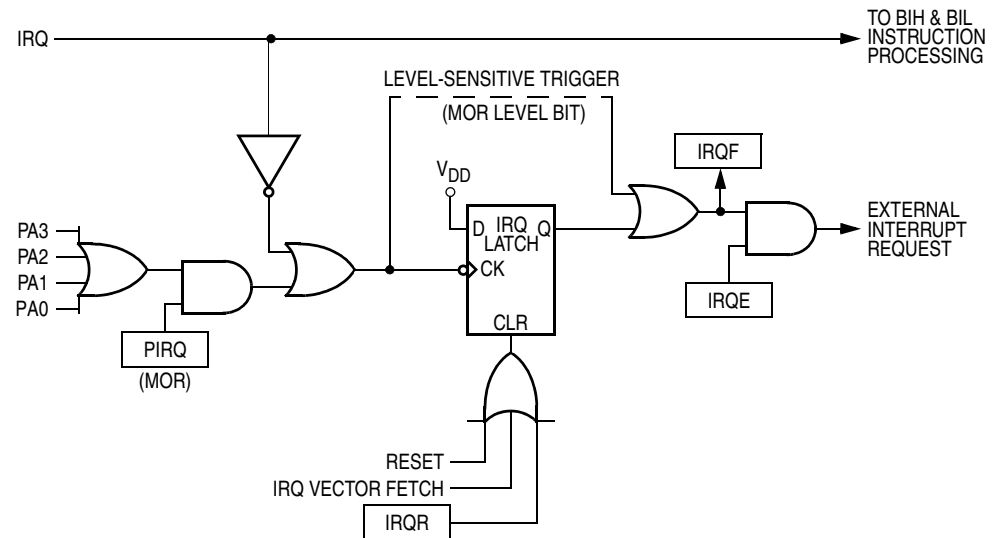 IRQ
TO BIH & BIL
INSTRUCTION
PROCESSING
LEVEL-SENSITIVE TRIGGER
(MOR LEVEL BIT)
IRQF
VDD
PA3
PA2
PA1
PA0
D IRQ Q
LATCH
CK
CLR
EXTERNAL
INTERRUPT
REQUEST
IRQE
PIRQ
(MOR)
RESET
IRQ VECTOR FETCH
IRQR